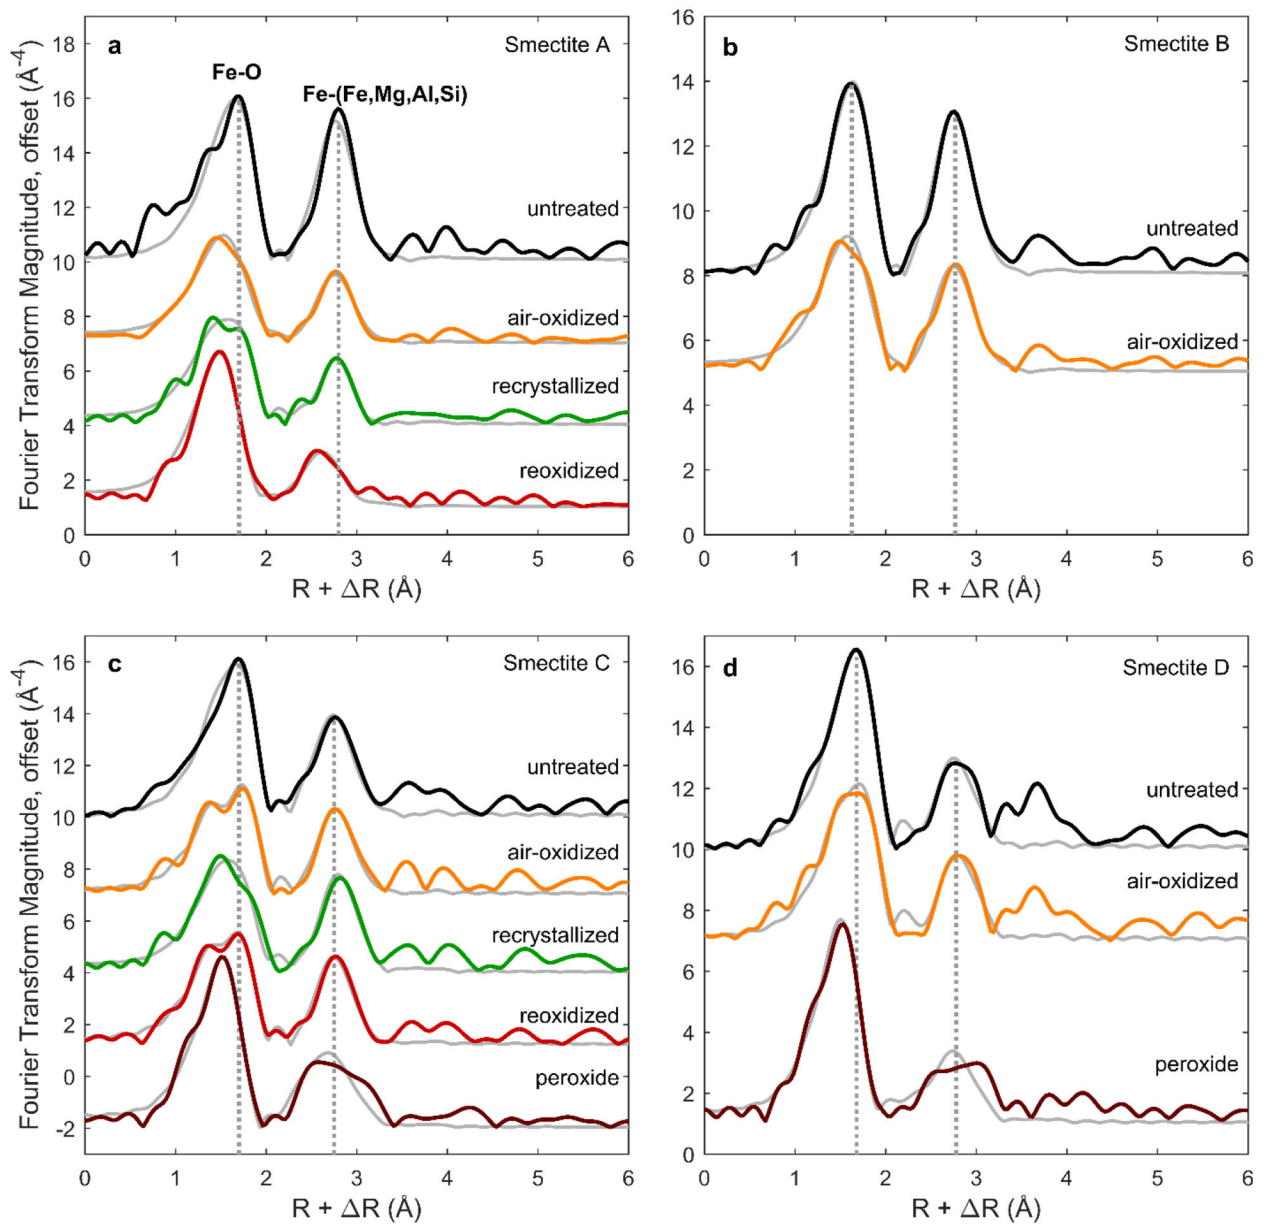 a
Smectite A
Fe-O
Fe-(Fe,Mg,Al,Si)
untreated
air-oxidized
recrystallized
reoxidized
18
16
14
12
10
8
6
4
2
0
0 1 2 3 4 5 6
R + ΔR (Å)
Fourier Transform Magnitude, offset (Å⁻⁴)
b
Smectite B
untreated
air-oxidized
16
14
12
10
8
6
4
2
0
0 1 2 3 4 5 6
R + ΔR (Å)
c
Smectite C
untreated
air-oxidized
recrystallized
reoxidized
peroxide
16
14
12
10
8
6
4
2
0
-2
0 1 2 3 4 5 6
R + ΔR (Å)
Fourier Transform Magnitude, offset (Å⁻⁴)
d
Smectite D
untreated
air-oxidized
peroxide
16
14
12
10
8
6
4
2
0
0 1 2 3 4 5 6
R + ΔR (Å)